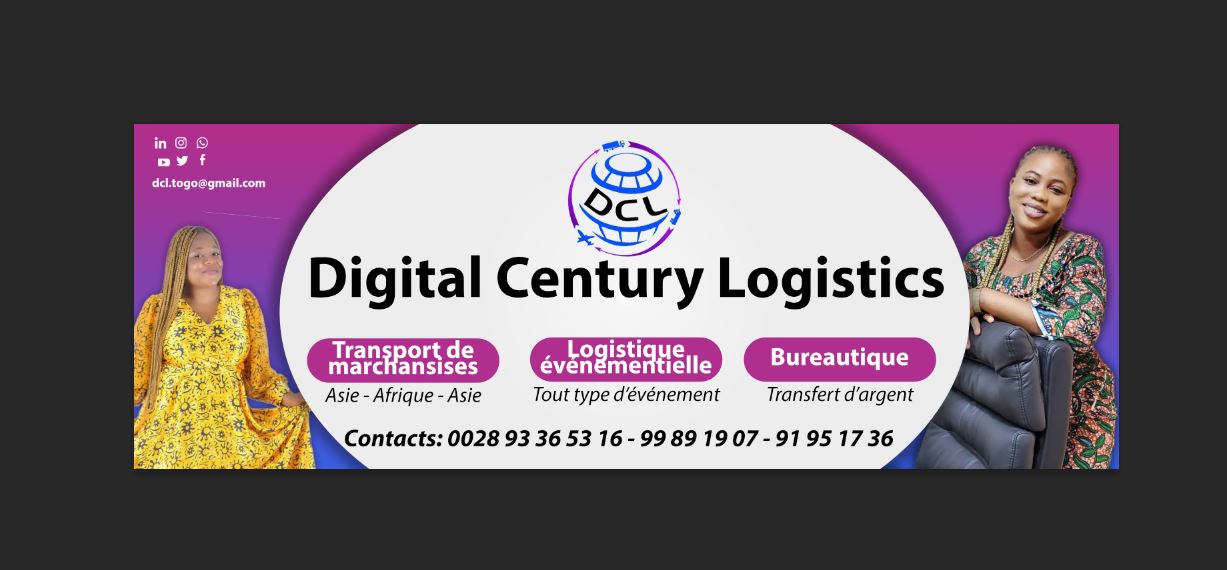 dcl.togo@gmail.com
DCL
Digital Century Logistics
Transport de
marchansises
Asie - Afrique - Asie
Logistique
événementielle
Tout type d'événement
Bureautique
Transfert d'argent
Contacts: 0028 93 36 53 16 - 99 89 19 07 - 91 95 17 36